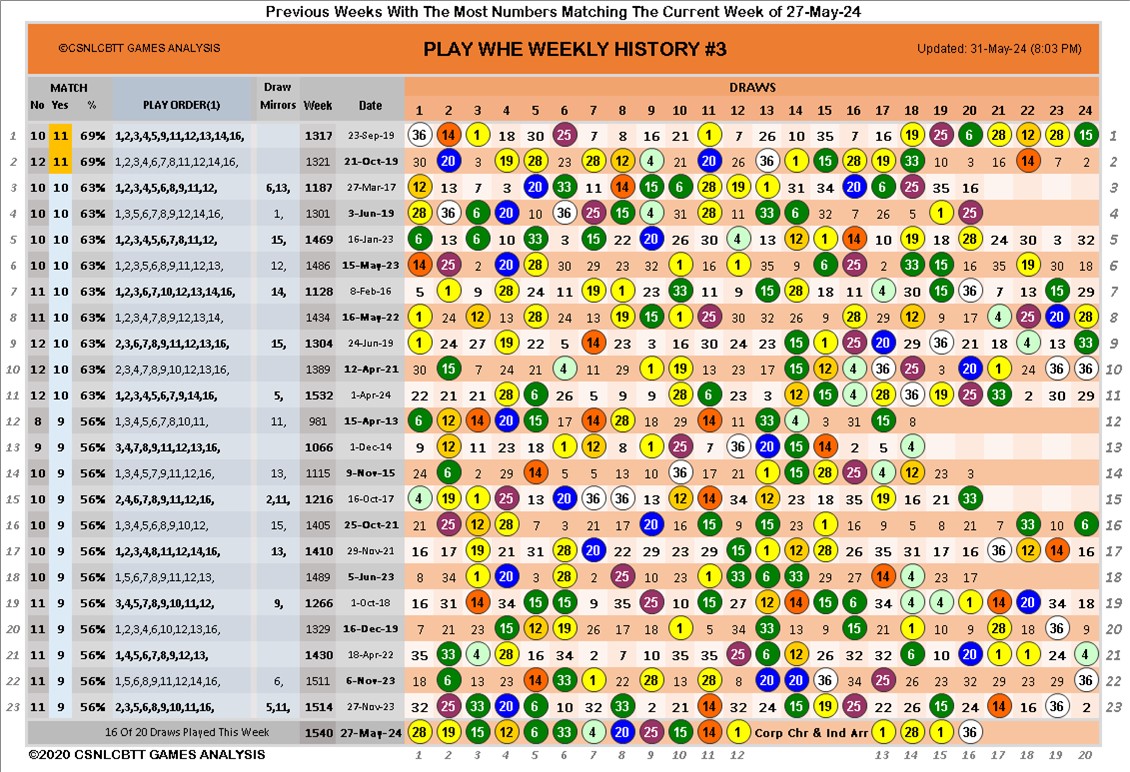 Previous Weeks With The Most Numbers Matching The Current Week of 27-May-24
©CSNLCBTT GAMES ANALYSIS PLAY WHE WEEKLY HISTORY #3 Updated: 31-May-24 (8:03 PM)
MATCH Draw DRAWS
No Yes % PLAY ORDER(1) Mirrors Week Date 1 2 3 4 5 6 7 8 9 10 11 12 13 14 15 16 17 18 19 20 21 22 23 24
1 10 11 69% 1,2,3,4,5,9,11,12,13,14,16, 1317 23-Sep-19 36 14 1 18 30 25 7 8 16 21 1 7 26 10 35 7 16 19 25 6 28 12 28 15 1
2 12 11 69% 1,2,3,4,6,7,8,11,12,14,16, 1321 21-Oct-19 30 20 3 19 28 23 28 12 4 21 20 26 36 1 15 28 19 33 10 3 16 14 7 2 2
3 10 10 63% 1,2,3,4,5,6,8,9,11,12, 6,13, 1187 27-Mar-17 12 13 7 3 20 33 11 14 15 6 28 19 1 31 34 20 6 25 35 16 3
4 10 10 63% 1,3,5,6,7,8,9,12,14,16, 1, 1301 3-Jun-19 28 36 6 20 10 36 25 15 4 31 28 11 33 6 32 7 26 5 1 25 4
5 10 10 63% 1,2,3,4,5,6,7,8,11,12, 15, 1469 16-Jan-23 6 13 6 10 33 3 15 22 20 26 30 4 13 12 1 14 10 19 18 28 24 30 3 32 5
6 10 10 63% 1,2,3,5,6,8,9,11,12,13, 12, 1486 15-May-23 14 25 2 20 28 30 29 23 32 1 16 1 35 9 6 25 2 33 15 16 35 19 30 18 6
7 11 10 63% 1,2,3,6,7,10,12,13,14,16, 14, 1128 8-Feb-16 5 1 9 28 24 11 19 1 23 33 11 9 15 28 18 11 4 30 15 36 7 13 15 29 7
8 11 10 63% 1,2,3,4,7,8,9,12,13,14, 1434 16-May-22 1 24 12 13 28 24 13 19 15 1 25 30 32 26 9 28 29 12 9 17 4 25 20 28 8
9 12 10 63% 2,3,6,7,8,9,11,12,13,16, 15, 1304 24-Jun-19 1 24 27 19 22 5 14 23 3 16 30 24 23 15 1 25 20 29 36 21 18 4 13 33 9
10 12 10 63% 2,3,4,7,8,9,10,12,13,16, 1389 12-Apr-21 30 15 7 24 21 4 11 29 1 19 13 23 17 15 12 4 36 25 3 20 1 24 36 36 10
11 12 10 63% 1,2,3,4,5,6,7,9,14,16, 5, 1532 1-Apr-24 22 21 21 28 6 26 5 9 9 28 6 23 3 12 15 4 28 36 19 25 33 2 30 29 11
12 8 9 56% 1,3,4,5,6,7,8,10,11, 11, 981 15-Apr-13 6 12 14 20 15 17 14 28 29 11 14 11 33 4 3 31 15 8 12
13 9 9 56% 3,4,7,8,9,11,12,13,16, 1066 1-Dec-14 9 12 11 23 18 1 12 9 1 25 7 36 20 15 14 2 5 4 13
14 10 9 56% 1,3,4,5,7,9,11,12,16, 13, 1115 9-Nov-15 24 6 2 29 14 5 5 13 10 36 17 21 1 15 28 25 4 12 23 3 14
15 10 9 56% 2,4,6,7,8,9,11,12,16, 2,11, 1216 16-Oct-17 4 19 1 25 13 20 36 36 13 12 14 34 12 23 18 35 19 16 21 33 15
16 10 9 56% 1,3,4,5,6,8,9,10,12, 15, 1405 25-Oct-21 21 25 12 28 7 3 21 17 20 16 15 9 15 23 1 16 9 5 8 21 7 33 10 6 16
17 10 9 56% 1,2,3,4,8,11,12,14,16, 13, 1410 29-Nov-21 16 17 19 21 31 28 20 22 29 23 29 15 1 12 28 26 35 31 17 16 36 12 14 16 17
18 10 9 56% 1,5,6,7,8,9,11,12,13, 1489 5-Jun-23 8 34 1 20 3 28 2 25 10 23 1 33 6 33 29 27 14 4 23 17 18
19 11 9 56% 3,4,5,7,8,9,10,11,12, 9, 1266 1-Oct-18 16 31 14 34 15 15 9 35 25 10 15 27 12 14 15 6 34 4 4 1 14 20 34 18 19
20 11 9 56% 1,2,3,4,6,10,12,13,16, 1329 16-Dec-19 7 21 23 15 12 19 26 17 18 1 5 34 33 9 16 15 21 1 10 9 28 18 36 9 20
21 11 9 56% 1,4,5,6,7,8,9,12,13, 1430 18-Apr-22 35 33 4 28 16 34 2 7 10 35 35 25 6 12 26 32 32 6 10 20 1 1 24 4 21
22 11 9 56% 1,5,6,8,9,11,12,14,16, 6, 1511 6-Nov-23 18 6 13 5 14 33 1 22 28 13 28 9 20 20 36 34 25 23 23 3 11 29 22 36 22
23 11 9 56% 2,3,5,6,8,9,10,11,16, 5,11, 1514 27-Nov-23 32 25 33 20 6 10 33 33 2 21 14 32 24 15 19 25 22 26 15 24 14 16 36 2 23
16 Of 20 Draws Played This Week 1540 27-May-24 28 19 15 12 6 33 4 20 25 15 14 1 Corp Chr & Ind Arr 1 28 1 36
©2020 CSNLCBTT GAMES ANALYSIS 1 2 3 4 5 6 7 8 9 10 11 12 13 14 15 16 17 18 19 20